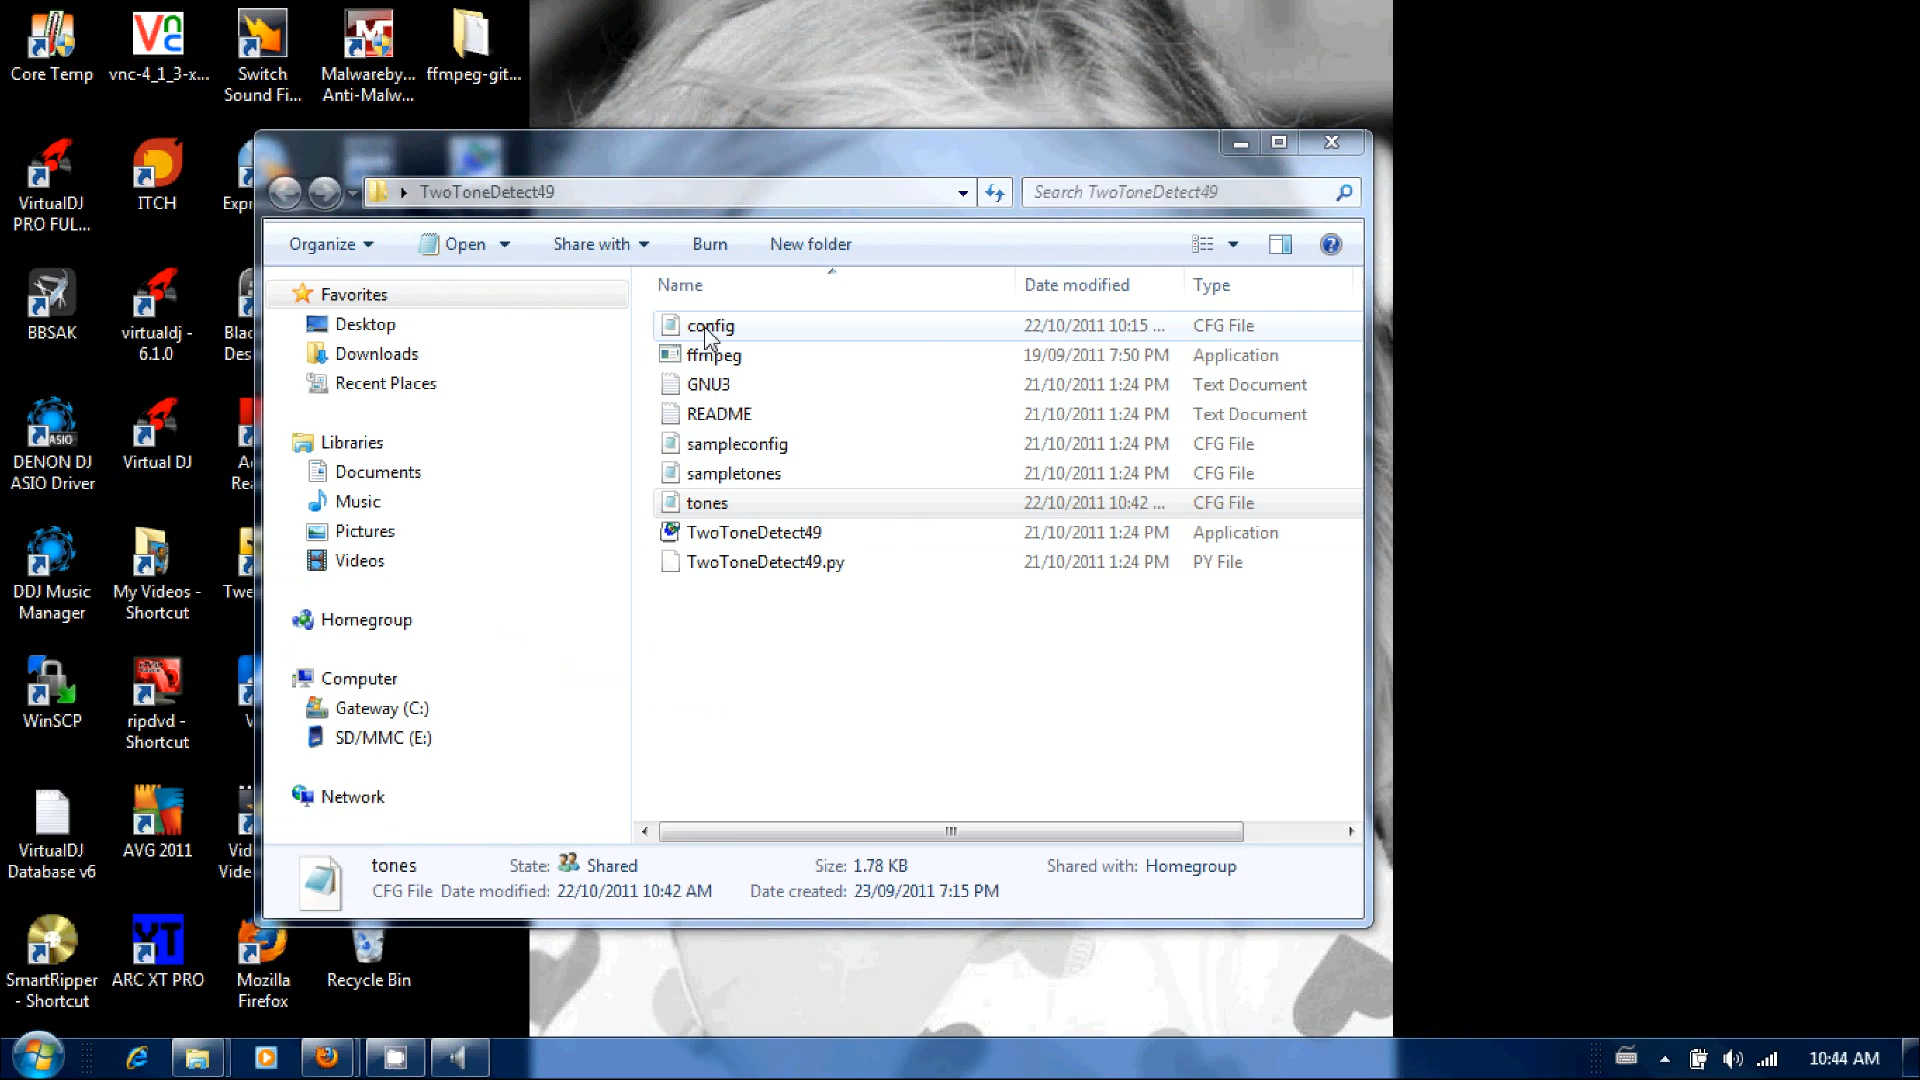 Core Temp
vnc-4_1_3-x...
Switch
Sound Fi...
Malwareby...
Anti-Malw...
ffmpeg-git...
VirtualDJ
PRO FUL...
ITCH
Expr
BBSAK
virtualdj -
6.1.0
Blac
Des
DENON DJ
ASIO Driver
ASIO
Virtual DJ
A
Rea
DDJ Music
Manager
My Videos -
Shortcut
Twe
WinSCP
ripdvd -
Shortcut
V
VirtualDJ
Database v6
AVG 2011
Vid
Vide
SmartRipper
- Shortcut
XT
ARC XT PRO
Mozilla
Firefox
Recycle Bin
TwoToneDetect49
Search TwoToneDetect49
Organize
Open
Share with
Burn
New folder
Favorites
Desktop
Downloads
Recent Places
Libraries
Documents
Music
Pictures
Videos
Homegroup
Computer
Gateway (C:)
SD/MMC (E:)
Network
Name Date modified Type
config 22/10/2011 10:15 ... CFG File
ffmpeg 19/09/2011 7:50 PM Application
GNU3 21/10/2011 1:24 PM Text Document
README 21/10/2011 1:24 PM Text Document
sampleconfig 21/10/2011 1:24 PM CFG File
sampletones 21/10/2011 1:24 PM CFG File
tones 22/10/2011 10:42 ... CFG File
TwoToneDetect49 21/10/2011 1:24 PM Application
TwoToneDetect49.py 21/10/2011 1:24 PM PY File
tones State: Shared Size: 1.78 KB Shared with: Homegroup
CFG File Date modified: 22/10/2011 10:42 AM Date created: 23/09/2011 7:15 PM
10:44 AM